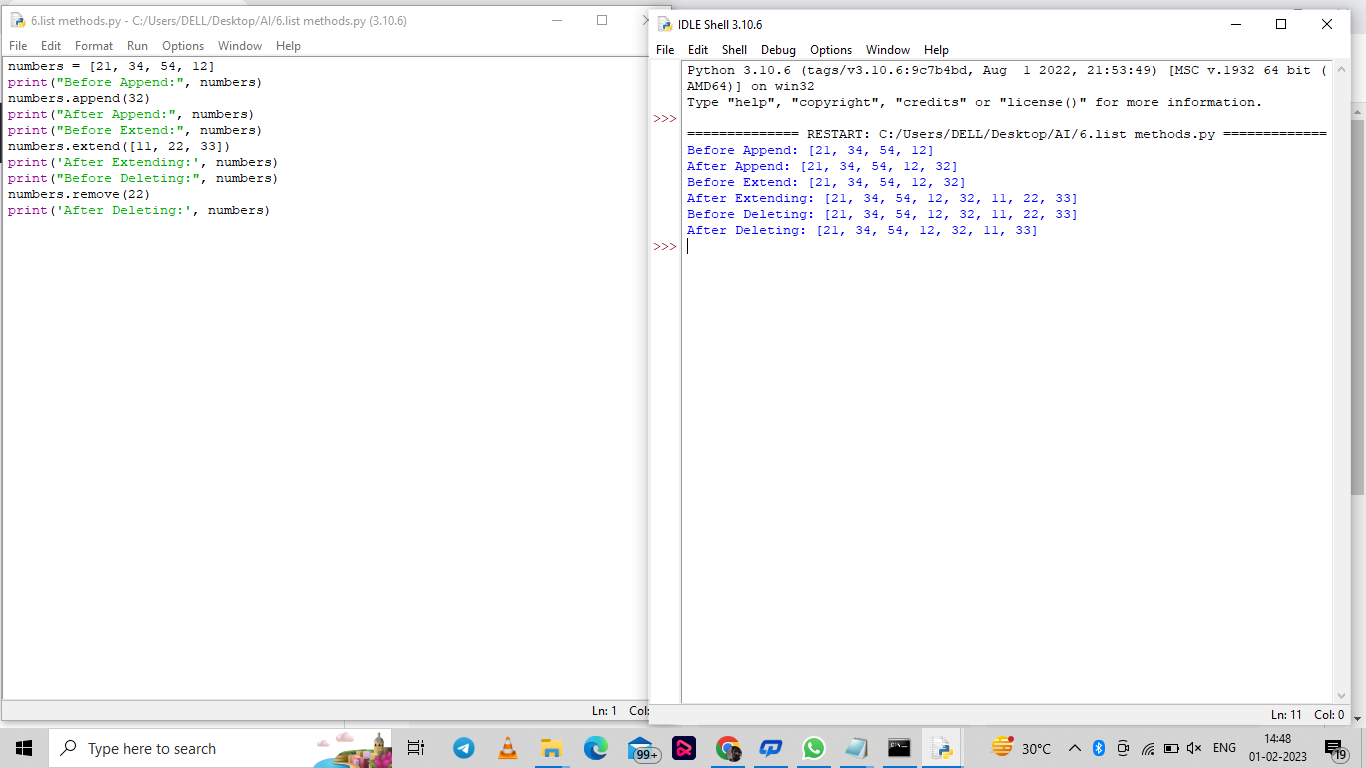 6.list methods.py - C:/Users/DELL/Desktop/AI/6.list methods.py (3.10.6)
File Edit Format Run Options Window Help
numbers = [21, 34, 54, 12]
print("Before Append:", numbers)
numbers.append(32)
print("After Append:", numbers)
print("Before Extend:", numbers)
numbers.extend([11, 22, 33])
print('After Extending:', numbers)
print("Before Deleting:", numbers)
numbers.remove(22)
print('After Deleting:', numbers)
Ln: 1 Col:
IDLE Shell 3.10.6
File Edit Shell Debug Options Window Help
Python 3.10.6 (tags/v3.10.6:9c7b4bd, Aug  1 2022, 21:53:49) [MSC v.1932 64 bit (
AMD64)] on win32
Type "help", "copyright", "credits" or "license()" for more information.
>>>
============== RESTART: C:/Users/DELL/Desktop/AI/6.list methods.py =============
Before Append: [21, 34, 54, 12]
After Append: [21, 34, 54, 12, 32]
Before Extend: [21, 34, 54, 12, 32]
After Extending: [21, 34, 54, 12, 32, 11, 22, 33]
Before Deleting: [21, 34, 54, 12, 32, 11, 22, 33]
After Deleting: [21, 34, 54, 12, 32, 11, 33]
>>>
Ln: 11 Col: 0
Type here to search
99+
30°C
ENG
14:48
01-02-2023
19